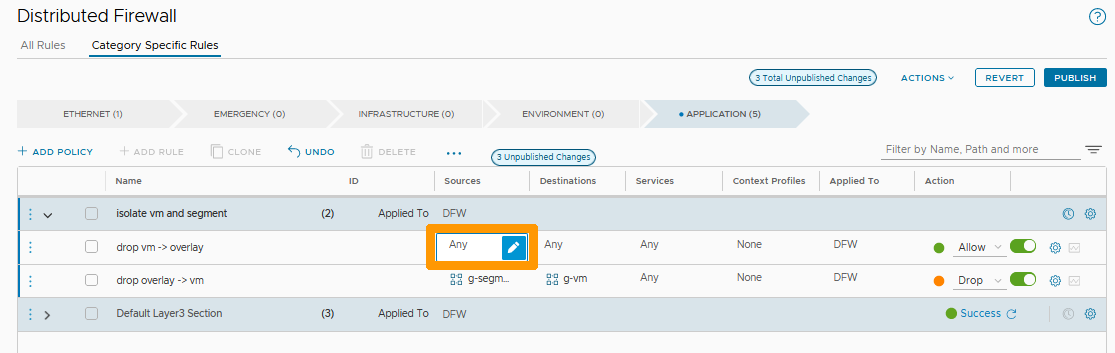 Distributed Firewall
?
All Rules Category Specific Rules
3 Total Unpublished Changes ACTIONS REVERT PUBLISH
ETHERNET (1) EMERGENCY (0) INFRASTRUCTURE (0) ENVIRONMENT (0) APPLICATION (5)
+ ADD POLICY + ADD RULE CLONE UNDO DELETE ... 3 Unpublished Changes Filter by Name, Path and more
Name ID Sources Destinations Services Context Profiles Applied To Action
isolate vm and segment (2) Applied To DFW
drop vm -> overlay Any Any Any None DFW Allow
drop overlay -> vm g-segm... g-vm Any None DFW Drop
Default Layer3 Section (3) Applied To DFW Success